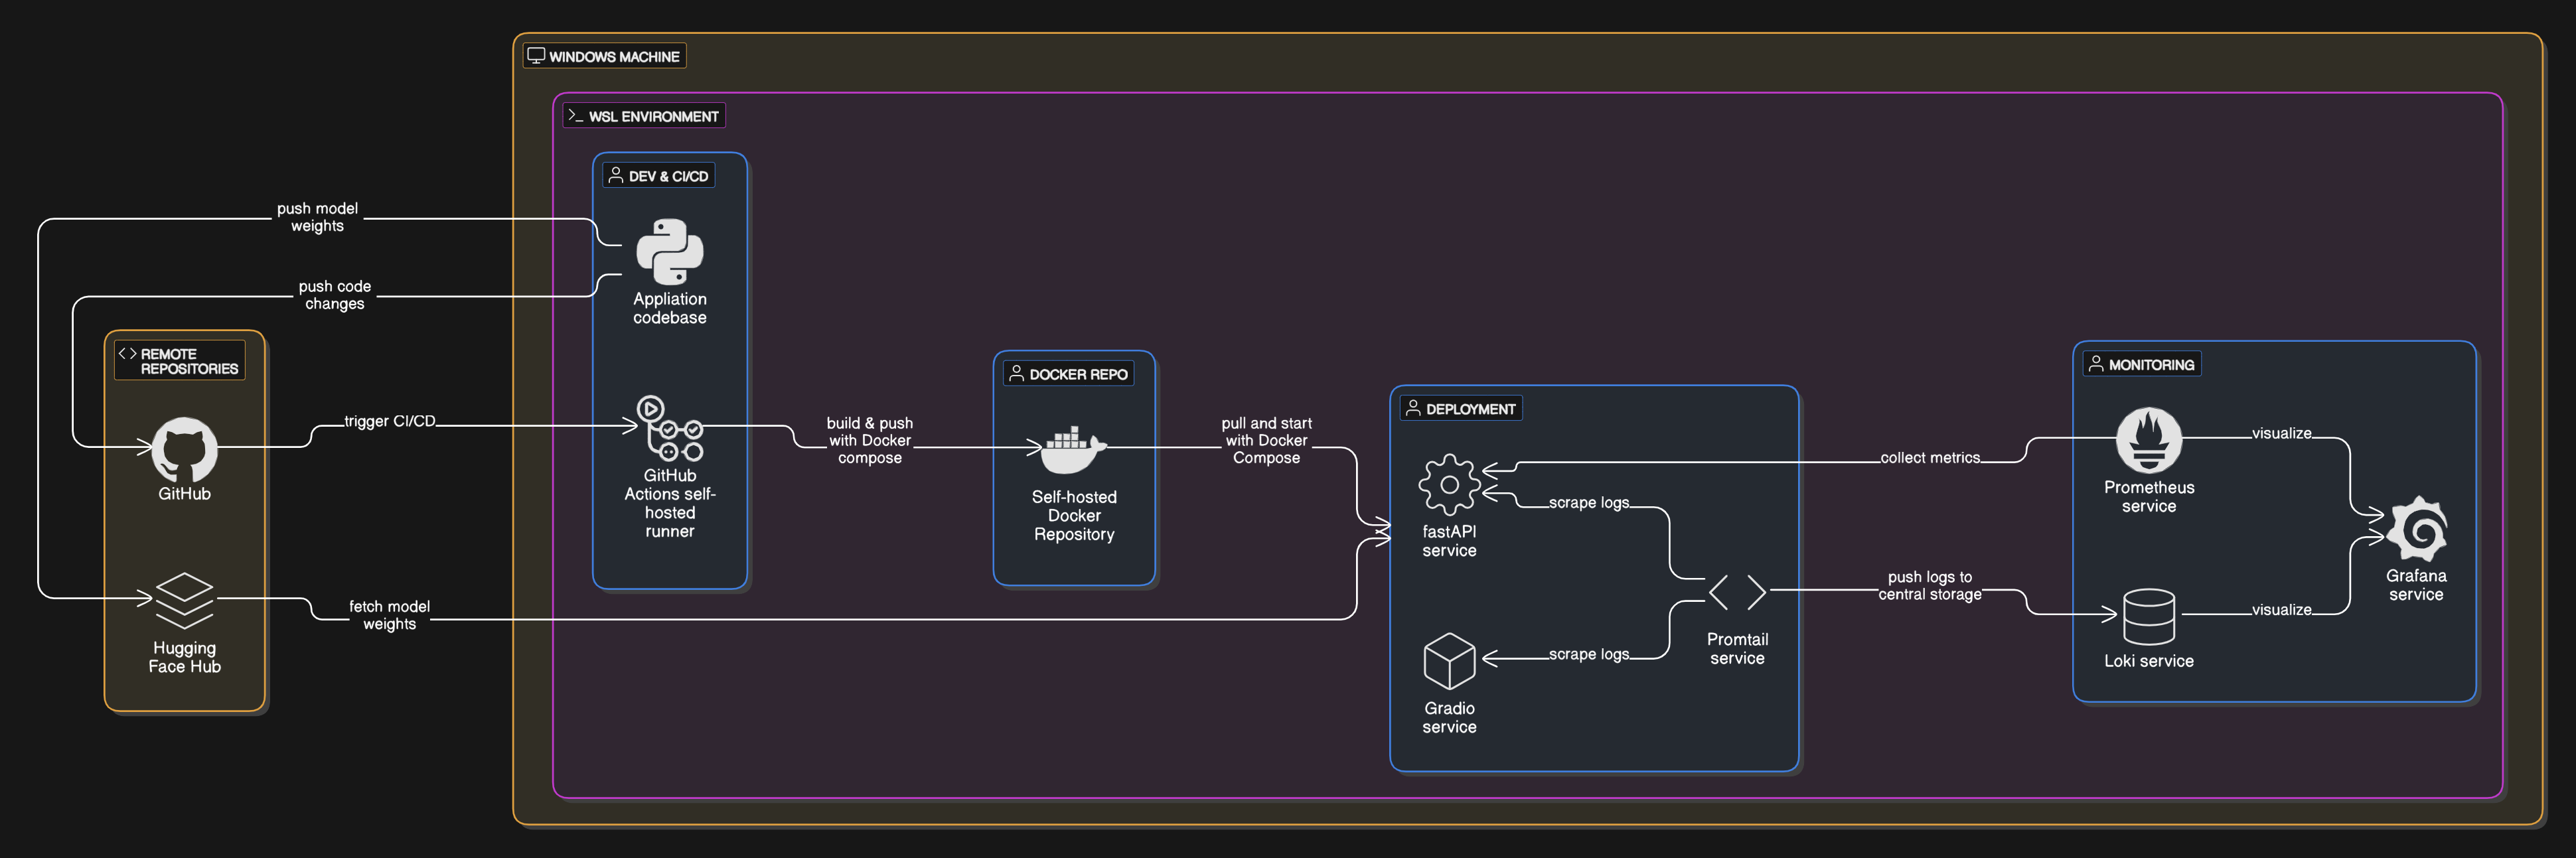 WINDOWS MACHINE
WSL ENVIRONMENT
DEV & CI/CD
push model
weights
push code
changes
Appliation
codebase
REMOTE
REPOSITORIES
GitHub
trigger CI/CD
GitHub
Actions self-
hosted
runner
Hugging
Face Hub
fetch model
weights
build & push
with Docker
compose
DOCKER REPO
Self-hosted
Docker
Repository
pull and start
with Docker
Compose
DEPLOYMENT
fastAPI
service
scrape logs
scrape logs
Gradio
service
Promtail
service
collect metrics
push logs to
central storage
MONITORING
Prometheus
service
visualize
Loki service
visualize
Grafana
service